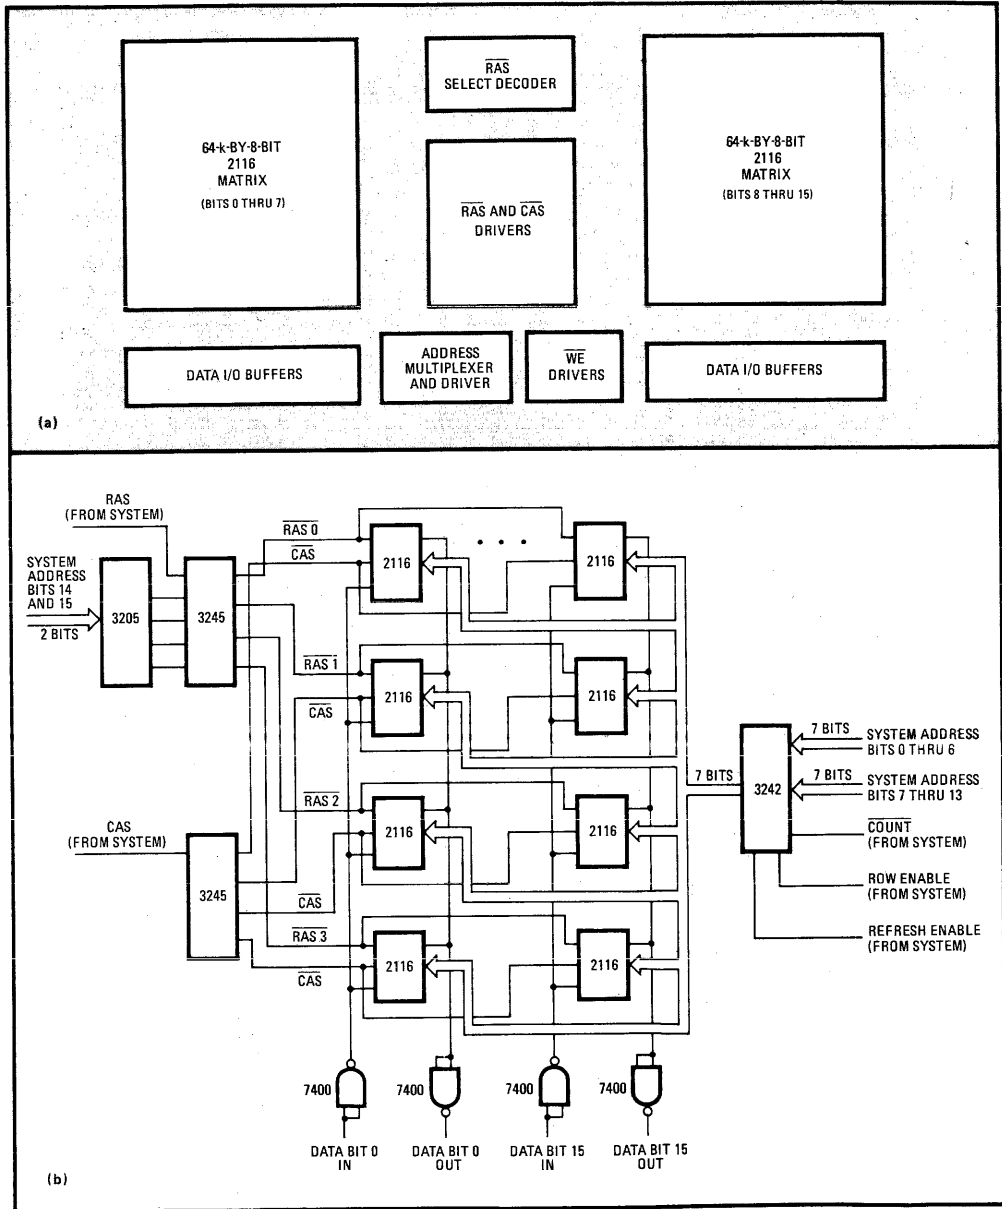 RAS
SELECT DECODER
64-k-BY-8-BIT
2116
MATRIX
(BITS 0 THRU 7)
RAS AND CAS
DRIVERS
64-k-BY-8-BIT
2116
MATRIX
(BITS 8 THRU 15)
DATA I/O BUFFERS
ADDRESS
MULTIPLEXER
AND DRIVER
WE
DRIVERS
DATA I/O BUFFERS
(a)
RAS
(FROM SYSTEM)
SYSTEM
ADDRESS
BITS 14
AND 15
2 BITS
3205
3245
RAS 0
CAS
2116
. . .
2116
RAS 1
CAS
2116
2116
RAS 2
CAS
2116
2116
RAS 3
CAS
2116
2116
CAS
(FROM SYSTEM)
3245
7 BITS
3242
7 BITS
SYSTEM ADDRESS
BITS 0 THRU 6
7 BITS
SYSTEM ADDRESS
BITS 7 THRU 13
COUNT
(FROM SYSTEM)
ROW ENABLE
(FROM SYSTEM)
REFRESH ENABLE
(FROM SYSTEM)
7400
7400
7400
7400
DATA BIT 0
IN
DATA BIT 0
OUT
DATA BIT 15
IN
DATA BIT 15
OUT
(b)